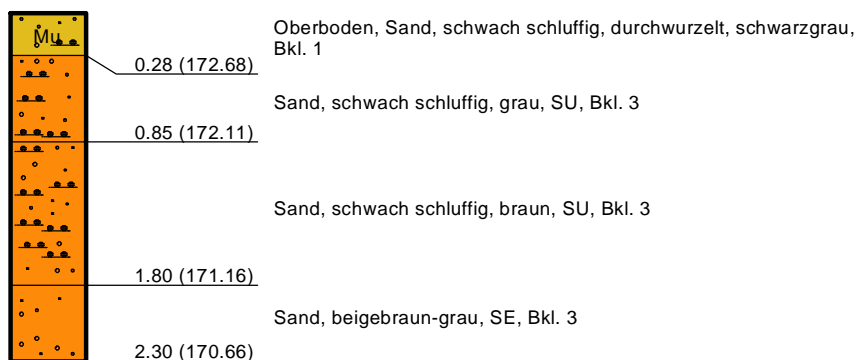 Oberboden, Sand, schwach schluffig, durchwurzelt, schwarzgrau,
Bkl. 1
Mu
0.28 (172.68)
Sand, schwach schluffig, grau, SU, Bkl. 3
0.85 (172.11)
Sand, schwach schluffig, braun, SU, Bkl. 3
1.80 (171.16)
Sand, beigebraun-grau, SE, Bkl. 3
2.30 (170.66)